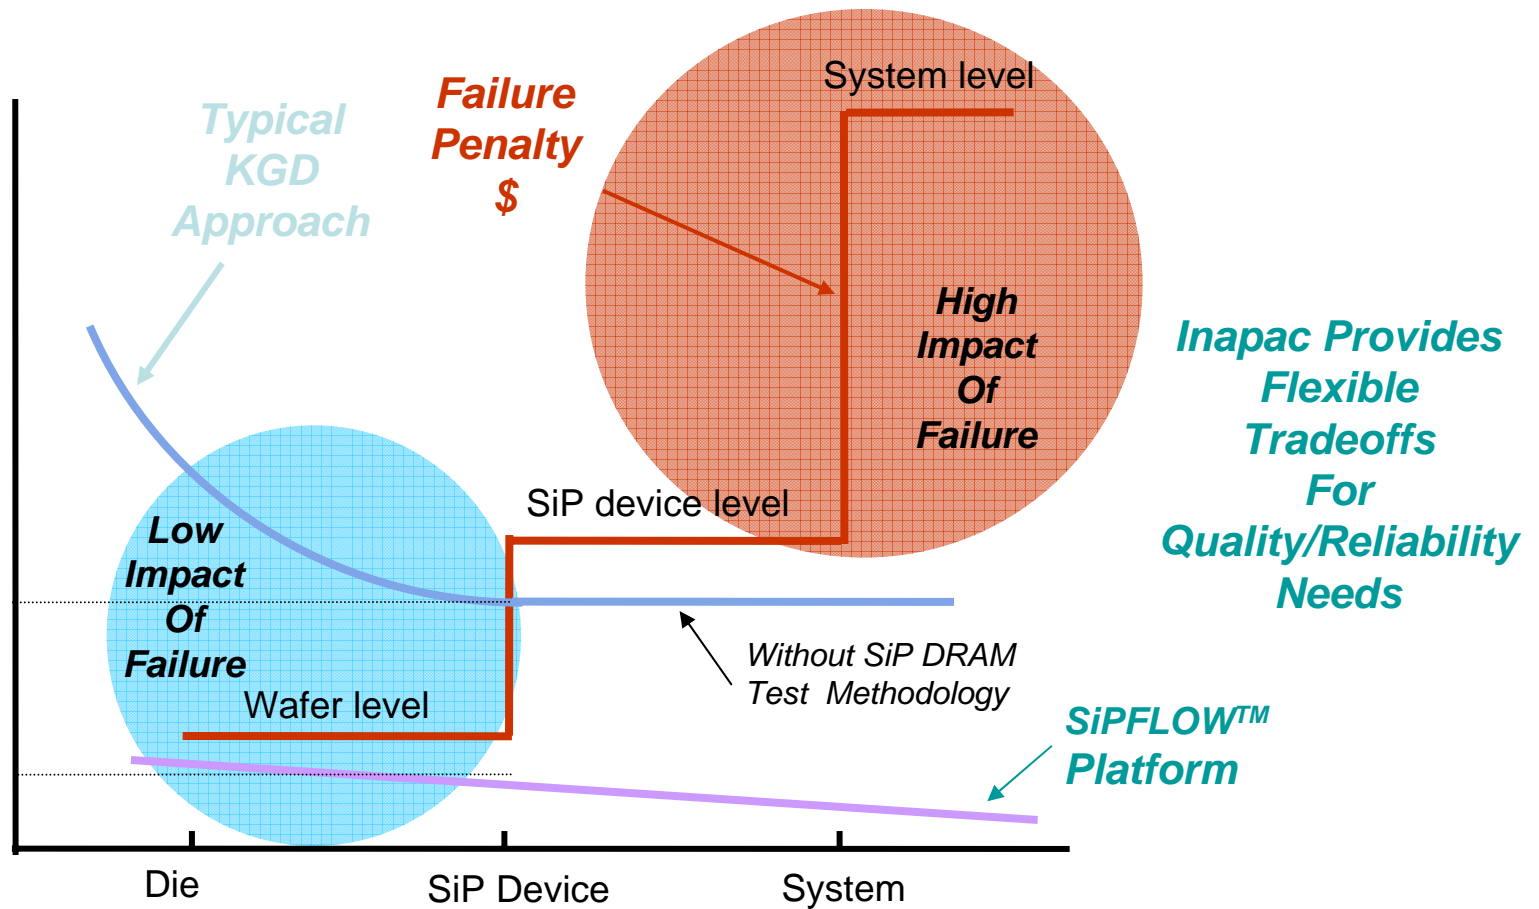 System level
Failure
Penalty
$
Typical
KGD
Approach
High
Impact
Of
Failure
Inapac Provides
Flexible
Tradeoffs
For
Quality/Reliability
Needs
SiP device level
Low
Impact
Of
Failure
Without SiP DRAM
Test Methodology
Wafer level
SiPFLOW™
Platform
Die
SiP Device
System